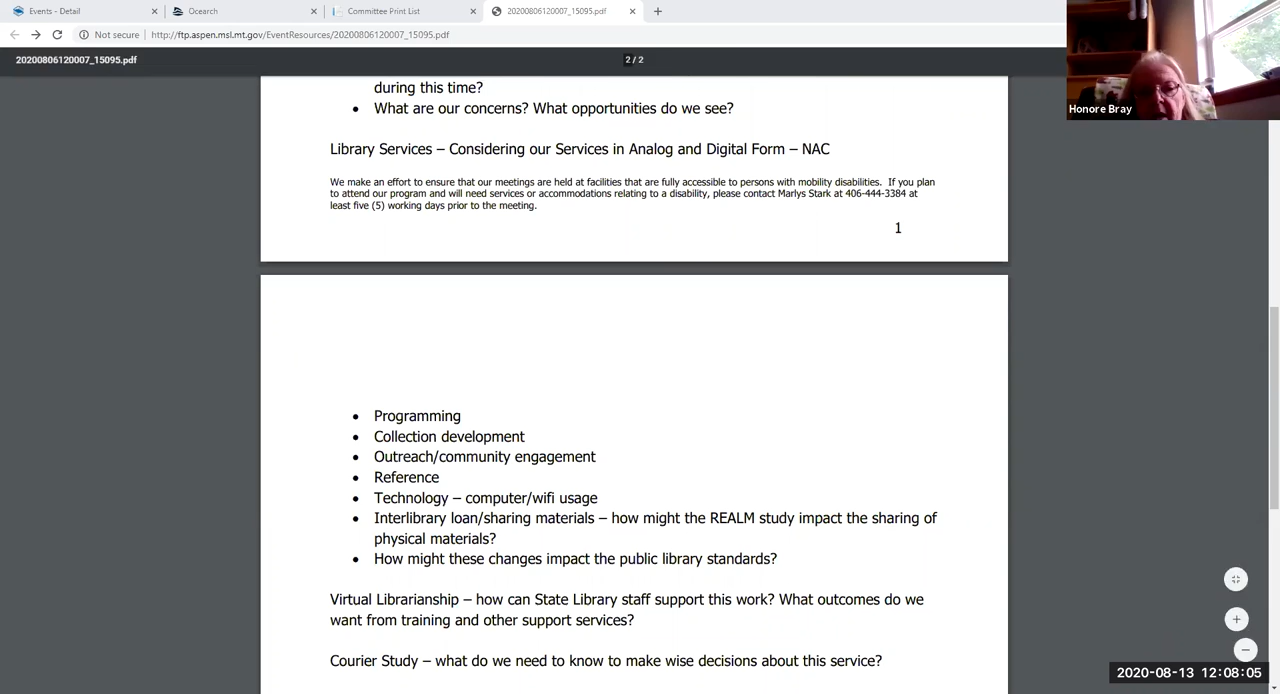 Events - Detail
Ocearch
Committee Print List
20200806120007_15095.pdf
Not secure
http://ftp.aspen.msl.mt.gov/EventResources/20200806120007_15095.pdf
20200806120007_15095.pdf
2 / 2
Honore Bray
during this time?
• What are our concerns? What opportunities do we see?
Library Services – Considering our Services in Analog and Digital Form – NAC
We make an effort to ensure that our meetings are held at facilities that are fully accessible to persons with mobility disabilities. If you plan
to attend our program and will need services or accommodations relating to a disability, please contact Marlys Stark at 406-444-3384 at
least five (5) working days prior to the meeting.
1
• Programming
• Collection development
• Outreach/community engagement
• Reference
• Technology – computer/wifi usage
• Interlibrary loan/sharing materials – how might the REALM study impact the sharing of
physical materials?
• How might these changes impact the public library standards?
Virtual Librarianship – how can State Library staff support this work? What outcomes do we
want from training and other support services?
Courier Study – what do we need to know to make wise decisions about this service?
2020-08-13 12:08:05